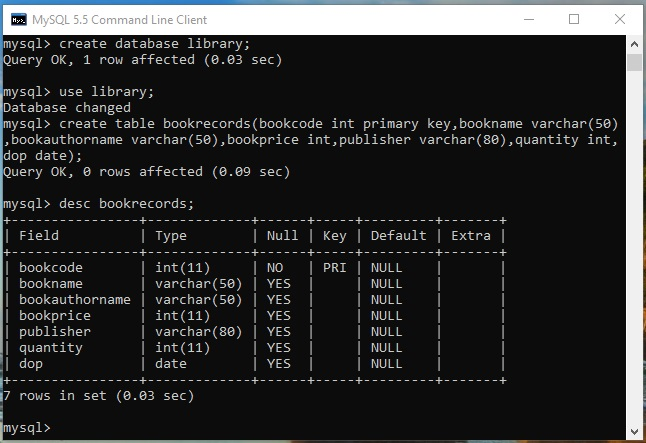 MySQL 5.5 Command Line Client
mysql> create database library;
Query OK, 1 row affected (0.03 sec)
mysql> use library;
Database changed
mysql> create table bookrecords(bookcode int primary key,bookname varchar(50)
,bookauthorname varchar(50),bookprice int,publisher varchar(80),quantity int,
dop date);
Query OK, 0 rows affected (0.09 sec)
mysql> desc bookrecords;
+----------------+-------------+------+-----+---------+-------+
| Field          | Type        | Null | Key | Default | Extra |
+----------------+-------------+------+-----+---------+-------+
| bookcode       | int(11)     | NO   | PRI | NULL    |       |
| bookname       | varchar(50) | YES  |     | NULL    |       |
| bookauthorname | varchar(50) | YES  |     | NULL    |       |
| bookprice      | int(11)     | YES  |     | NULL    |       |
| publisher      | varchar(80) | YES  |     | NULL    |       |
| quantity       | int(11)     | YES  |     | NULL    |       |
| dop            | date        | YES  |     | NULL    |       |
+----------------+-------------+------+-----+---------+-------+
7 rows in set (0.03 sec)
mysql>